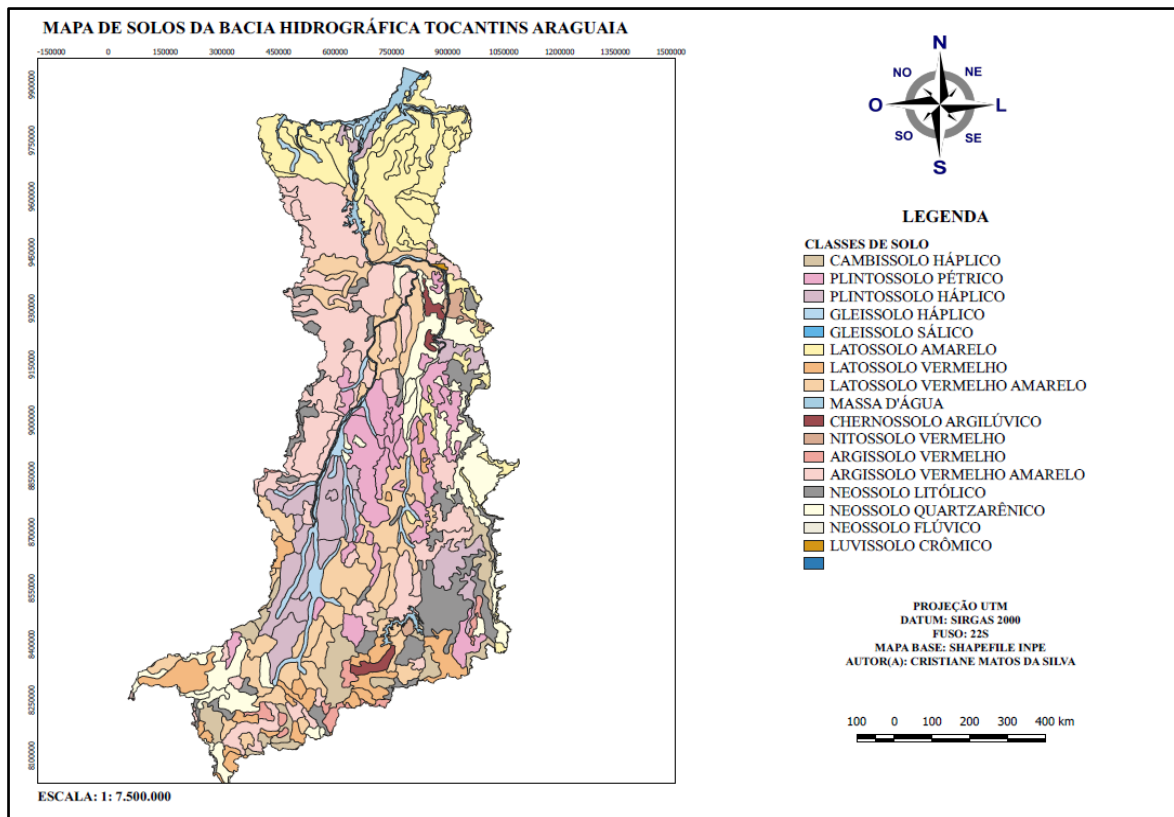 MAPA DE SOLOS DA BACIA HIDROGRÁFICA TOCANTINS ARAGUAIA
-150000 0 150000 300000 450000 600000 750000 900000 1050000 1200000 1350000 1500000
9900000
9750000
9600000
9450000
9300000
9150000
9000000
8850000
8700000
8550000
8400000
8250000
8100000
ESCALA: 1: 7.500.000
N
NO NE
O L
SO SE
S
LEGENDA
CLASSES DE SOLO
CAMBISSOLO HÁPLICO
PLINTOSSOLO PÉTRICO
PLINTOSSOLO HÁPLICO
GLEISSOLO HÁPLICO
GLEISSOLO SÁLICO
LATOSSOLO AMARELO
LATOSSOLO VERMELHO
LATOSSOLO VERMELHO AMARELO
MASSA D'ÁGUA
CHERNOSSOLO ARGILÚVICO
NITOSSOLO VERMELHO
ARGISSOLO VERMELHO
ARGISSOLO VERMELHO AMARELO
NEOSSOLO LITÓLICO
NEOSSOLO QUARTZARÊNICO
NEOSSOLO FLÚVICO
LUVISSOLO CRÔMICO
PROJEÇÃO UTM
DATUM: SIRGAS 2000
FUSO: 22S
MAPA BASE: SHAPEFILE INPE
AUTOR(A): CRISTIANE MATOS DA SILVA
100 0 100 200 300 400 km